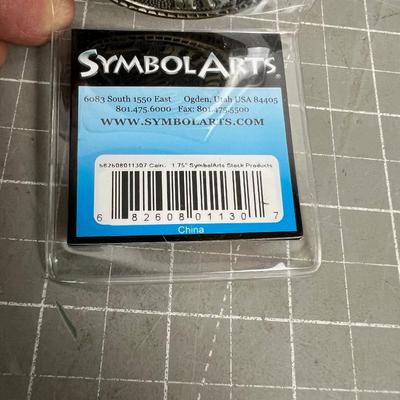 SYMBOLARTS®
6083 South 1550 East Ogden, Utah USA 84405
801.475.6000 Fax: 801.475.5500
WWW.SYMBOLARTS.COM
682608011307 Coin, 1.75" SymbolArts Stock Products
6 82608 01130 7
China